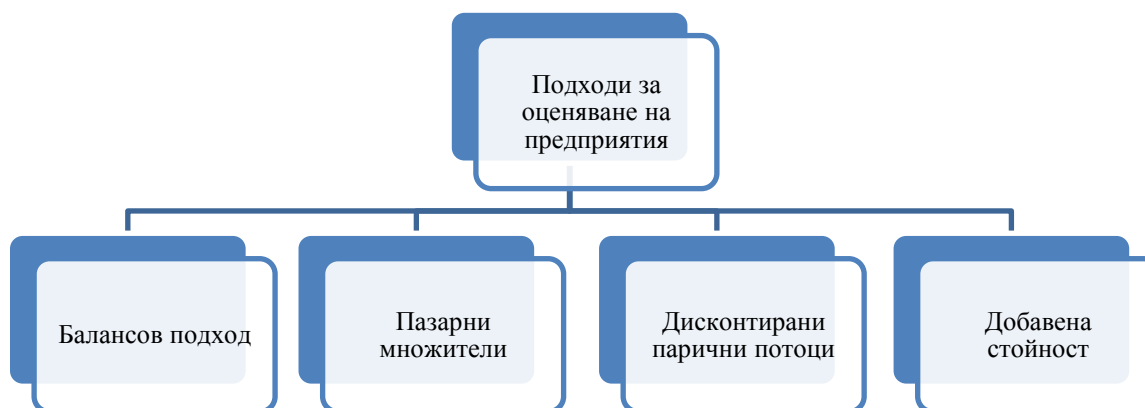 Подходи за
оценяване на
предприятия
Балансов подход
Пазарни
множители
Дисконтирани
парични потоци
Добавена
стойност